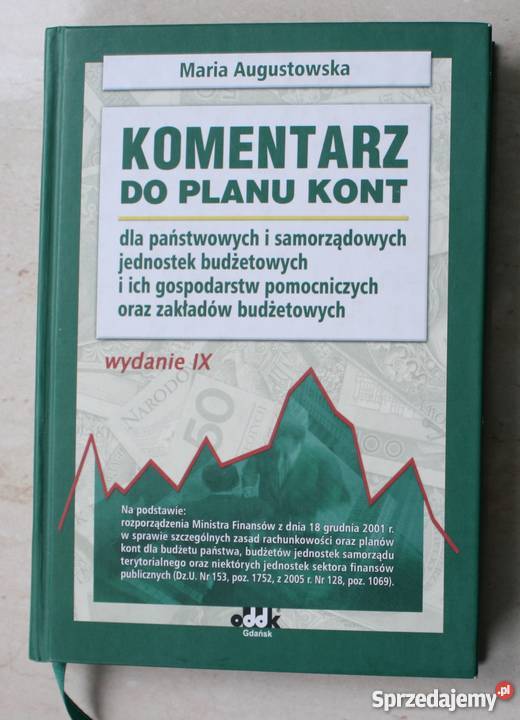 Maria Augustowska
KOMENTARZ
DO PLANU KONT
dla państwowych i samorządowych
jednostek budżetowych
i ich gospodarstw pomocniczych
oraz zakładów budżetowych
wydanie IX
NARODO
50
Na podstawie:
rozporządzenia Ministra Finansów z dnia 18 grudnia 2001 r.
w sprawie szczególnych zasad rachunkowości oraz planów
kont dla budżetu państwa, budżetów jednostek samorządu
terytorialnego oraz niektórych jednostek sektora finansów
publicznych (Dz.U. Nr 153, poz. 1752, z 2005 r. Nr 128, poz. 1069).
oddk®
Gdańsk
Sprzedajemy.pl